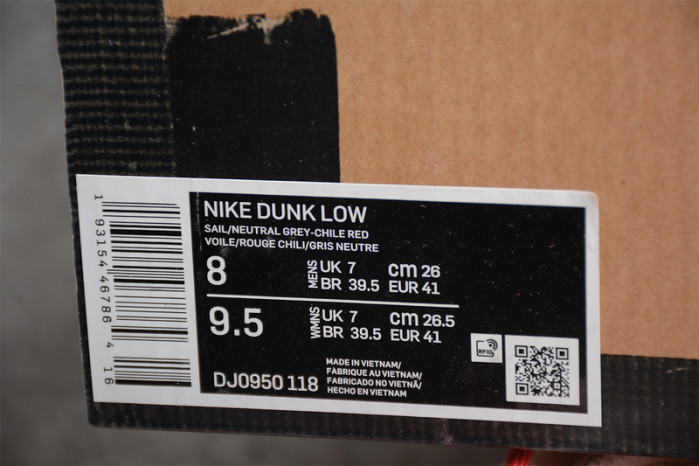 NIKE DUNK LOW
SAIL/NEUTRAL GREY-CHILE RED
VOILE/ROUGE CHILI/GRIS NEUTRE
8 MENS UK 7 cm 26
BR 39.5 EUR 41
9.5 WMNS UK 7 cm 26.5
BR 39.5 EUR 41
RFID
MADE IN VIETNAM/
FABRIQUE AU VIETNAM/
FABRICADO NO VIETNÃ/
HECHO EN VIETNAM
DJ0950 118
1 93154 46786 4 16